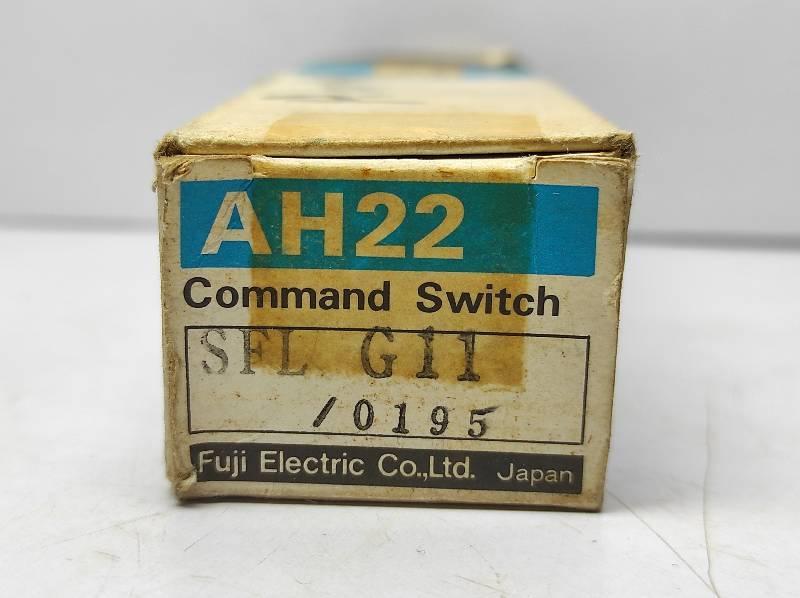 AH22
Command Switch
SFL G11
/0195
Fuji Electric Co.,Ltd. Japan